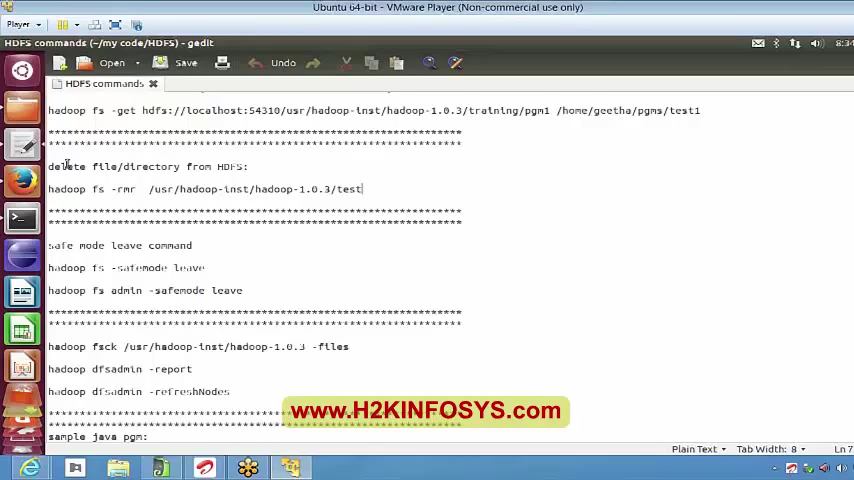 Ubuntu 64-bit - VMware Player (Non-commercial use only)
Player
HDFS commands (~/my code/HDFS) - gedit
8:34
Open Save Undo
HDFS commands
hadoop fs -get hdfs://localhost:54310/usr/hadoop-inst/hadoop-1.0.3/training/pgm1 /home/geetha/pgms/test1
******************************************************************
******************************************************************
delete file/directory from HDFS:
hadoop fs -rmr  /usr/hadoop-inst/hadoop-1.0.3/test
******************************************************************
******************************************************************
safe mode leave command
hadoop fs -safemode leave
hadoop fs admin -safemode leave
******************************************************************
******************************************************************
hadoop fsck /usr/hadoop-inst/hadoop-1.0.3 -files
hadoop dfsadmin -report
hadoop dfsadmin -refreshNodes
www.H2KINFOSYS.com
******************************************************************
******************************************************************
sample java pgm:
Plain Text Tab Width: 8 Ln 7